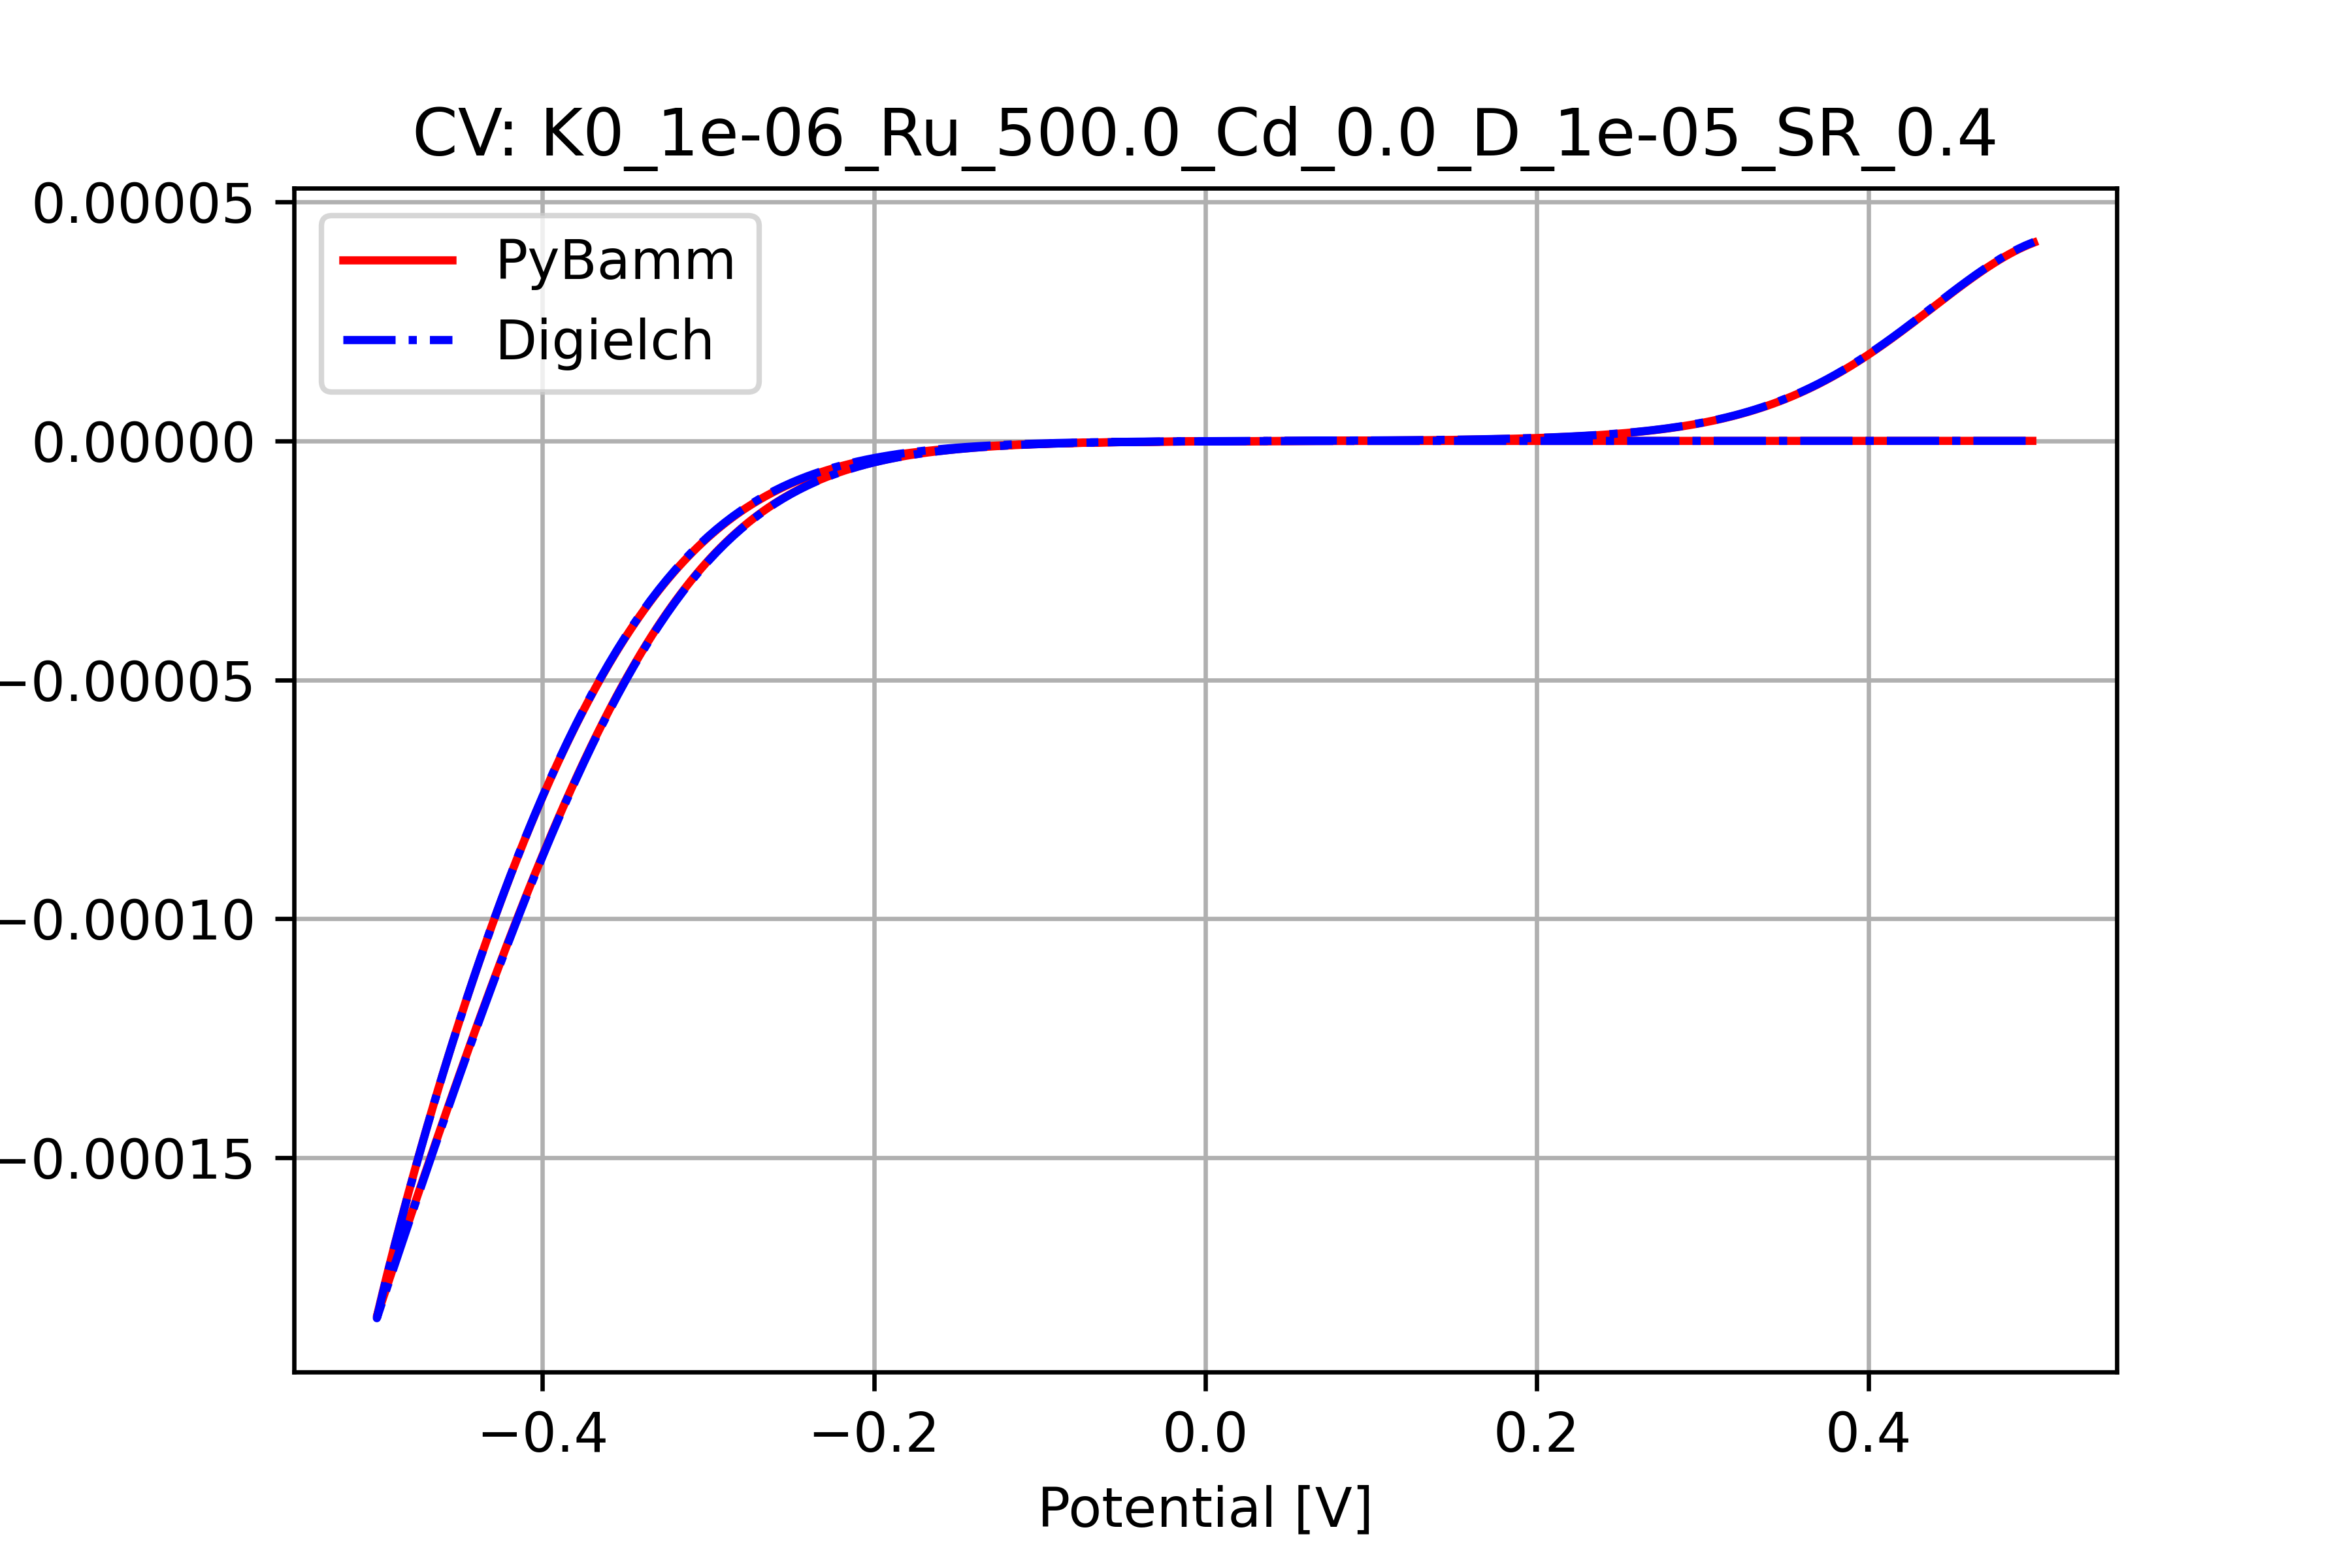 CV: K0_1e-06_Ru_500.0_Cd_0.0_D_1e-05_SR_0.4
PyBamm
Digielch
0.00005
0.00000
−0.00005
−0.00010
−0.00015
−0.4 −0.2 0.0 0.2 0.4
Potential [V]